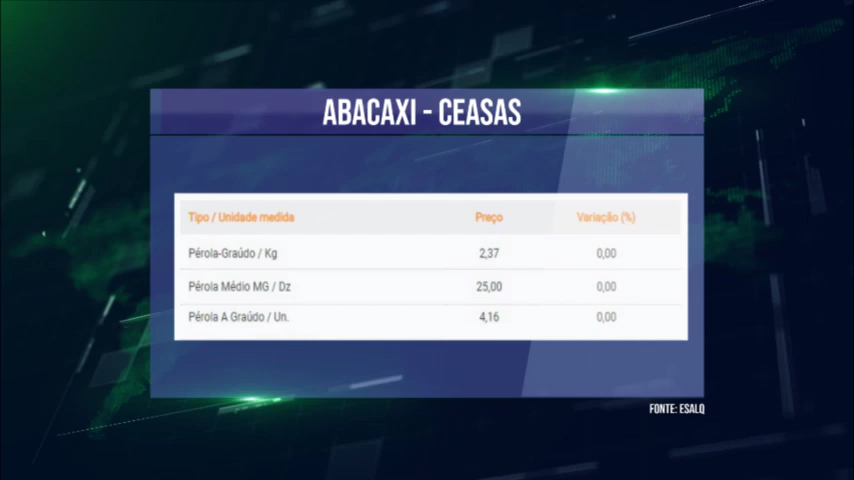 ABACAXI - CEASAS
Tipo / Unidade medida Preço Variação (%)
Pérola-Graúdo / Kg 2,37 0,00
Pérola Médio MG / Dz 25,00 0,00
Pérola A Graúdo / Un. 4,16 0,00
FONTE: ESALQ